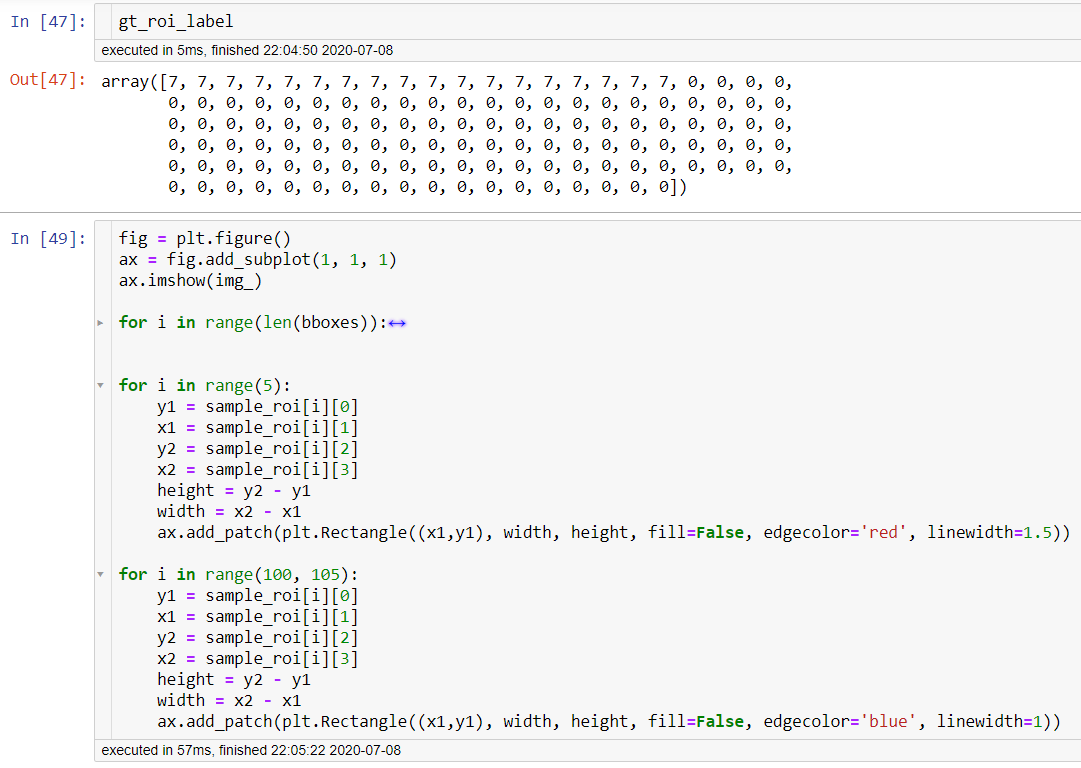 In [47]: gt_roi_label
executed in 5ms, finished 22:04:50 2020-07-08
Out[47]: array([7, 7, 7, 7, 7, 7, 7, 7, 7, 7, 7, 7, 7, 7, 7, 7, 7, 7, 0, 0, 0, 0,
0, 0, 0, 0, 0, 0, 0, 0, 0, 0, 0, 0, 0, 0, 0, 0, 0, 0, 0, 0, 0, 0,
0, 0, 0, 0, 0, 0, 0, 0, 0, 0, 0, 0, 0, 0, 0, 0, 0, 0, 0, 0, 0, 0,
0, 0, 0, 0, 0, 0, 0, 0, 0, 0, 0, 0, 0, 0, 0, 0, 0, 0, 0, 0, 0, 0,
0, 0, 0, 0, 0, 0, 0, 0, 0, 0, 0, 0, 0, 0, 0, 0, 0, 0, 0, 0, 0, 0,
0, 0, 0, 0, 0, 0, 0, 0, 0, 0, 0, 0, 0, 0, 0, 0, 0, 0])
In [49]: fig = plt.figure()
ax = fig.add_subplot(1, 1, 1)
ax.imshow(img_)
for i in range(len(bboxes)):↔
for i in range(5):
y1 = sample_roi[i][0]
x1 = sample_roi[i][1]
y2 = sample_roi[i][2]
x2 = sample_roi[i][3]
height = y2 - y1
width = x2 - x1
ax.add_patch(plt.Rectangle((x1,y1), width, height, fill=False, edgecolor='red', linewidth=1.5))
for i in range(100, 105):
y1 = sample_roi[i][0]
x1 = sample_roi[i][1]
y2 = sample_roi[i][2]
x2 = sample_roi[i][3]
height = y2 - y1
width = x2 - x1
ax.add_patch(plt.Rectangle((x1,y1), width, height, fill=False, edgecolor='blue', linewidth=1))
executed in 57ms, finished 22:05:22 2020-07-08